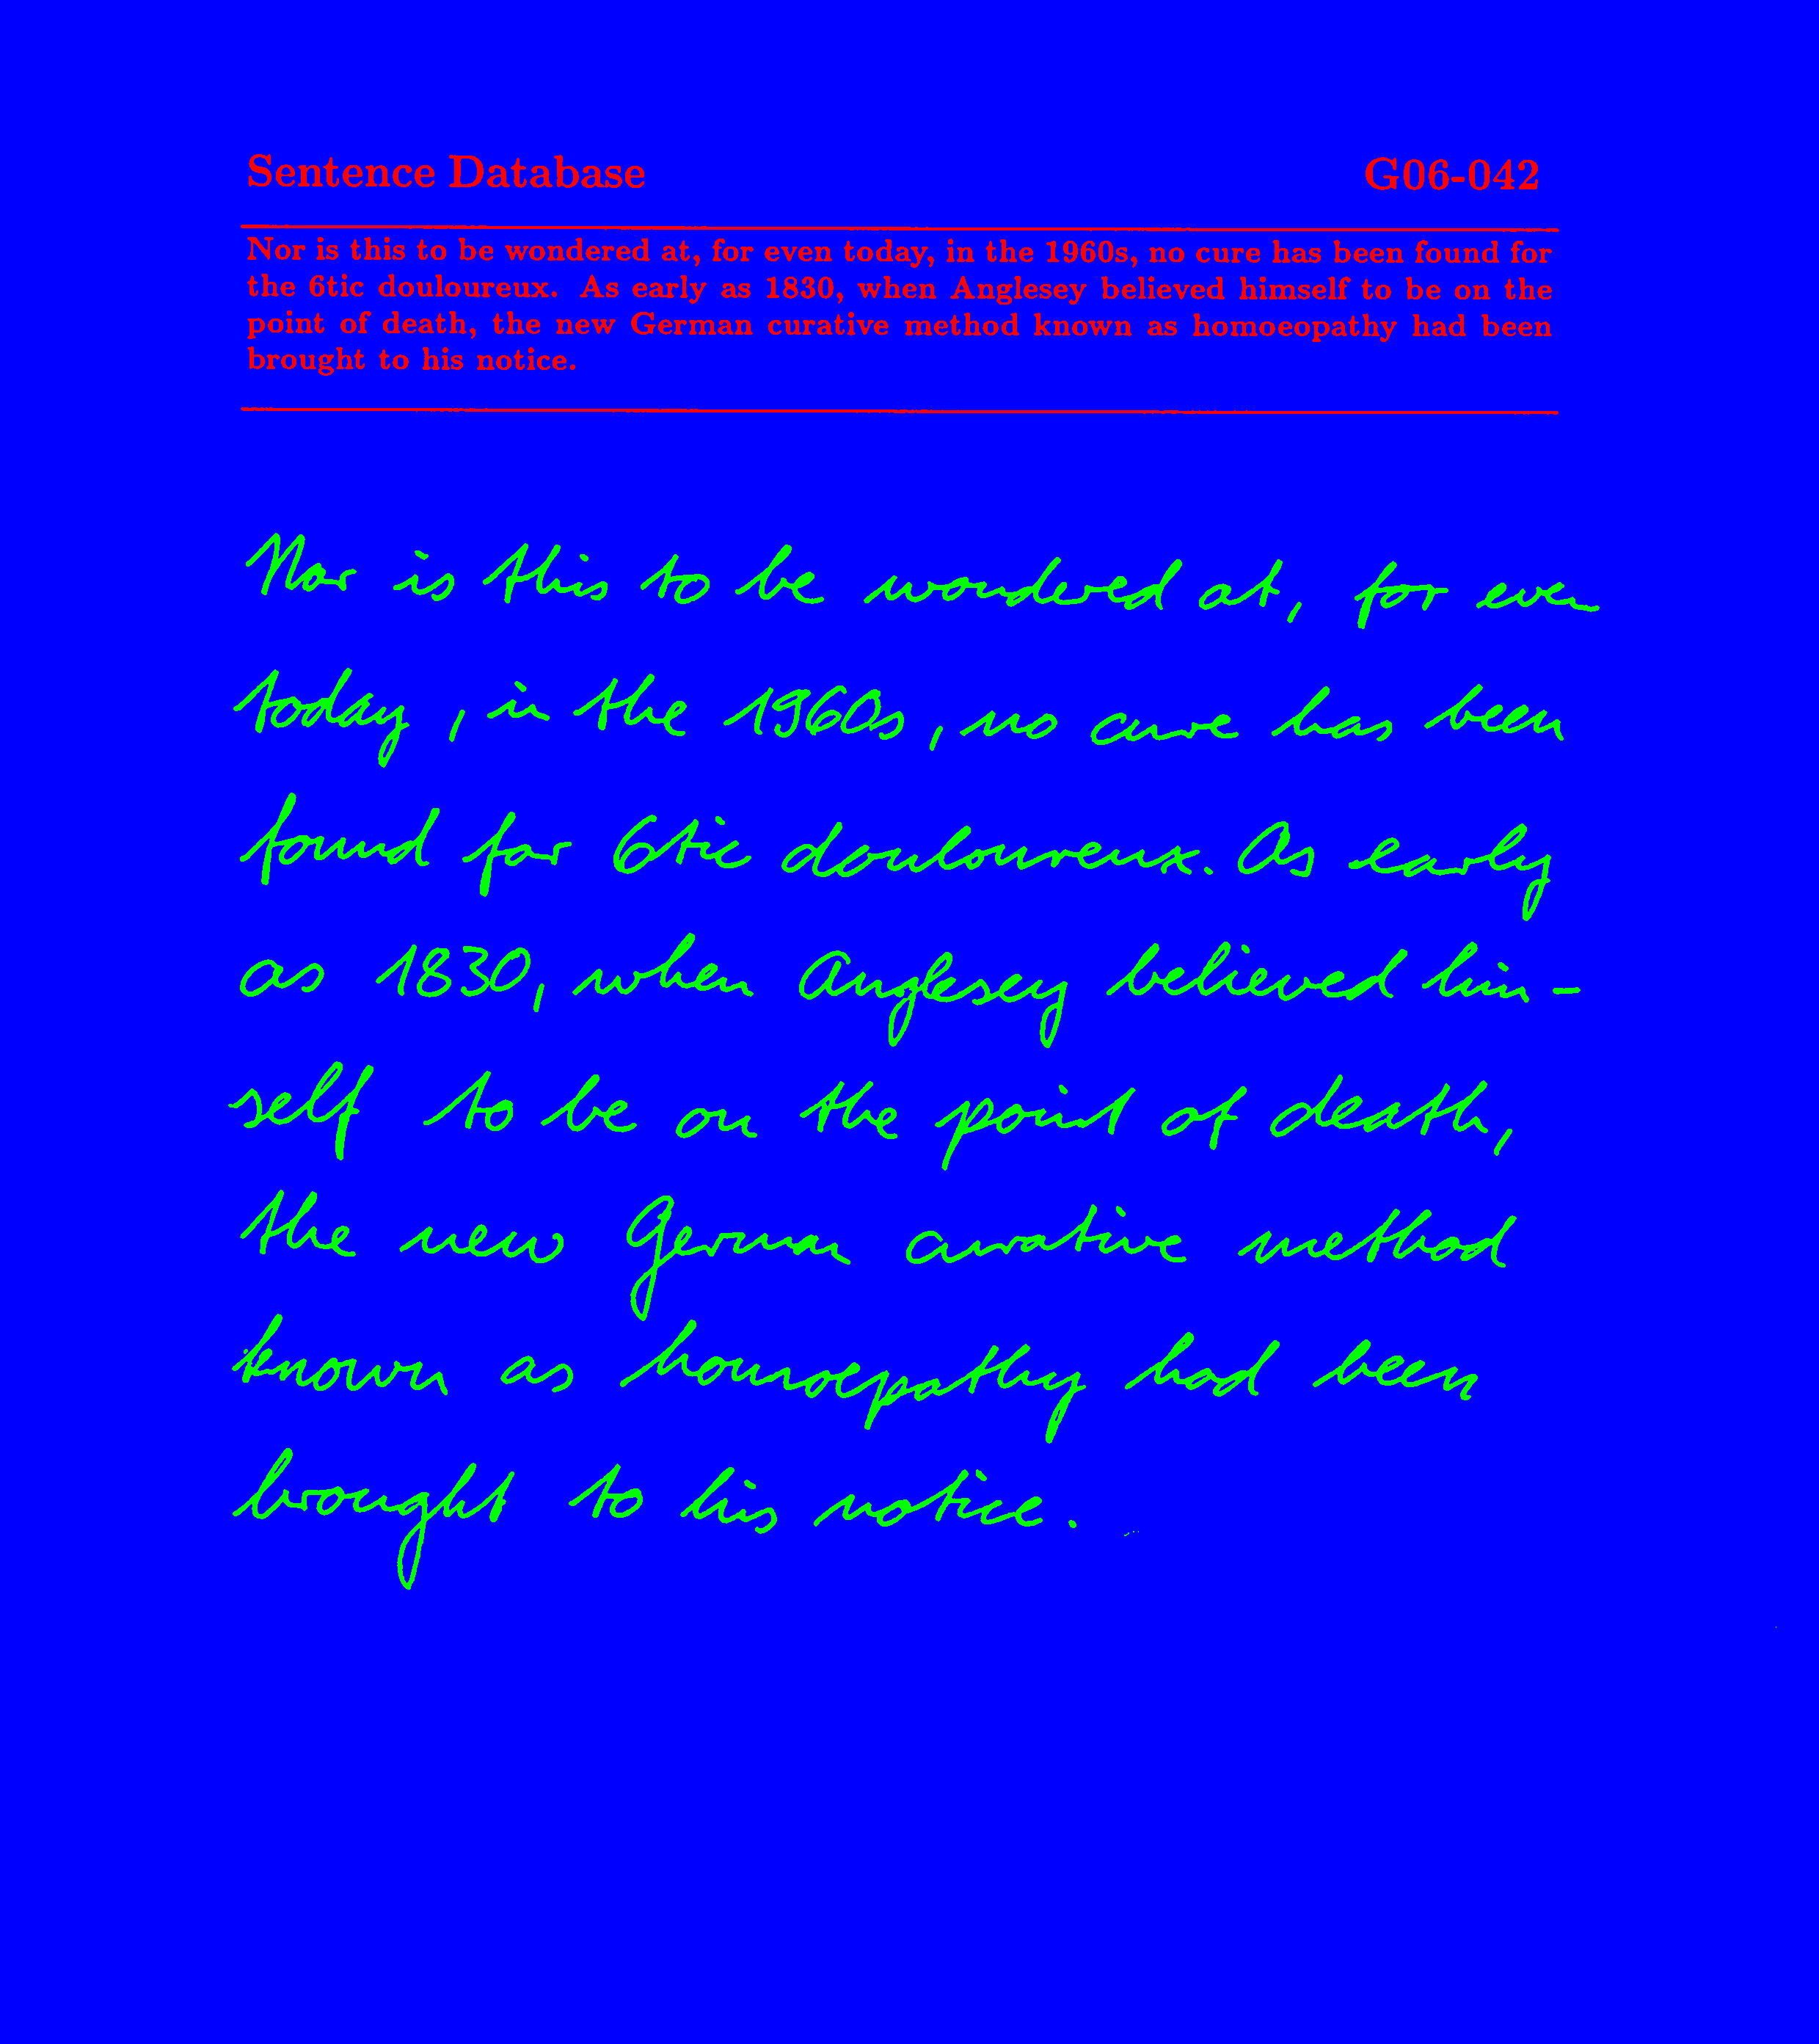 Sentence Database G06-042
Nor is this to be wondered at, for even today, in the 1960s, no cure has been found for
the 6tic douloureux. As early as 1830, when Anglesey believed himself to be on the
point of death, the new German curative method known as homoeopathy had been
brought to his notice.
Nor is this to be wondered at, for even
today, in the 1960s, no cure has been
found for 6tic douloureux. As early
as 1830, when Anglesey believed him-
self to be on the point of death,
the new German curative method
known as homoepathy had been
brought to his notice.